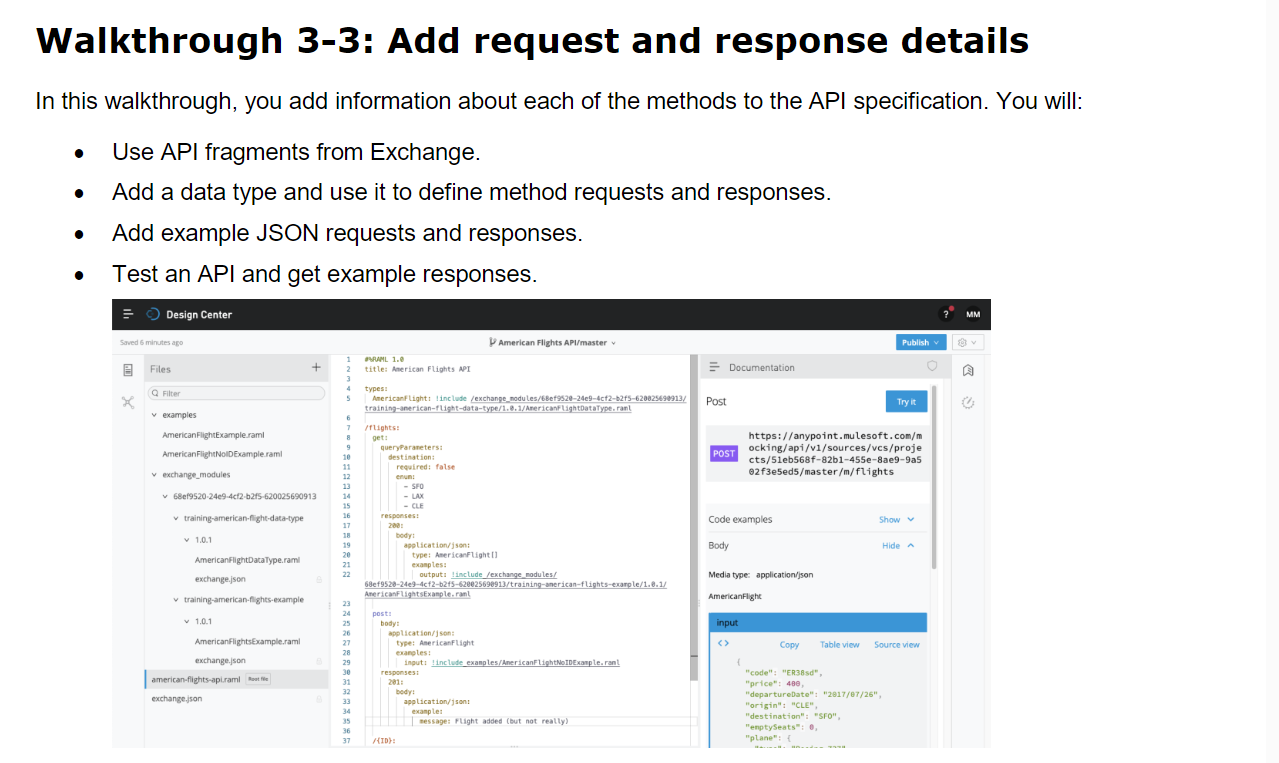 Walkthrough 3-3: Add request and response details
In this walkthrough, you add information about each of the methods to the API specification. You will:
• Use API fragments from Exchange.
• Add a data type and use it to define method requests and responses.
• Add example JSON requests and responses.
• Test an API and get example responses.
Design Center
? MM
Saved 6 minutes ago
American Flights API/master
Publish
Files +
Filter
examples
AmericanFlightExample.raml
AmericanFlightNoIDExample.raml
exchange_modules
68ef9520-24e9-4cf2-b2f5-620025690913
training-american-flight-data-type
1.0.1
AmericanFlightDataType.raml
exchange.json
training-american-flights-example
1.0.1
AmericanFlightsExample.raml
exchange.json
american-flights-api.raml Root file
exchange.json
1 #%RAML 1.0
2 title: American Flights API
3
4 types:
5 AmericanFlight: !include /exchange_modules/68ef9520-24e9-4cf2-b2f5-620025690913/
training-american-flight-data-type/1.0.1/AmericanFlightDataType.raml
6
7 /flights:
8 get:
9 queryParameters:
10 destination:
11 required: false
12 enum:
13 - SFO
14 - LAX
15 - CLE
16 responses:
17 200:
18 body:
19 application/json:
20 type: AmericanFlight[]
21 examples:
22 output: !include /exchange_modules/
68ef9520-24e9-4cf2-b2f5-620025690913/training-american-flights-example/1.0.1/
AmericanFlightsExample.raml
23
24 post:
25 body:
26 application/json:
27 type: AmericanFlight
28 examples:
29 input: !include examples/AmericanFlightNoIDExample.raml
30 responses:
31 201:
32 body:
33 application/json:
34 example:
35 message: Flight added (but not really)
36
37 /{ID}:
Documentation
Post
Try it
POST
https://anypoint.mulesoft.com/m
ocking/api/v1/sources/vcs/proje
cts/51eb568f-82b1-455e-8ae9-9a5
02f3e5ed5/master/m/flights
Code examples Show
Body Hide
Media type: application/json
AmericanFlight
input
<> Copy Table view Source view
{
"code": "ER38sd",
"price": 400,
"departureDate": "2017/07/26",
"origin": "CLE",
"destination": "SFO",
"emptySeats": 0,
"plane": {